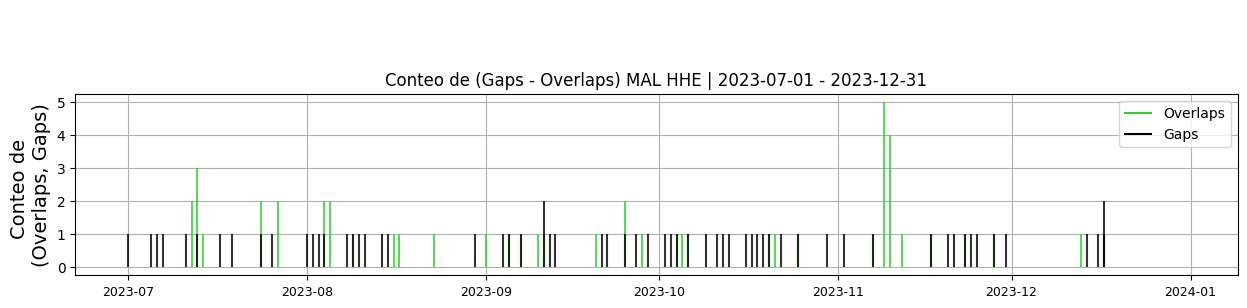 Conteo de (Gaps - Overlaps) MAL HHE | 2023-07-01 - 2023-12-31
Conteo de
(Overlaps, Gaps)
5
4
3
2
1
0
Overlaps
Gaps
2023-07
2023-08
2023-09
2023-10
2023-11
2023-12
2024-01